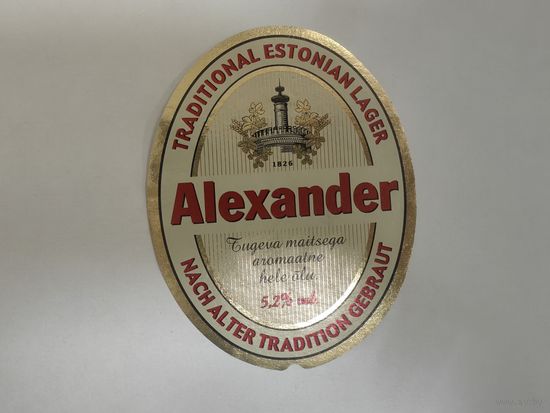 TRADITIONAL ESTONIAN LAGER
1826
Alexander
Tugeva maitsega
aromaatne
hele õlu
5,2% vol.
NACH ALTER TRADITION GEBRAUT